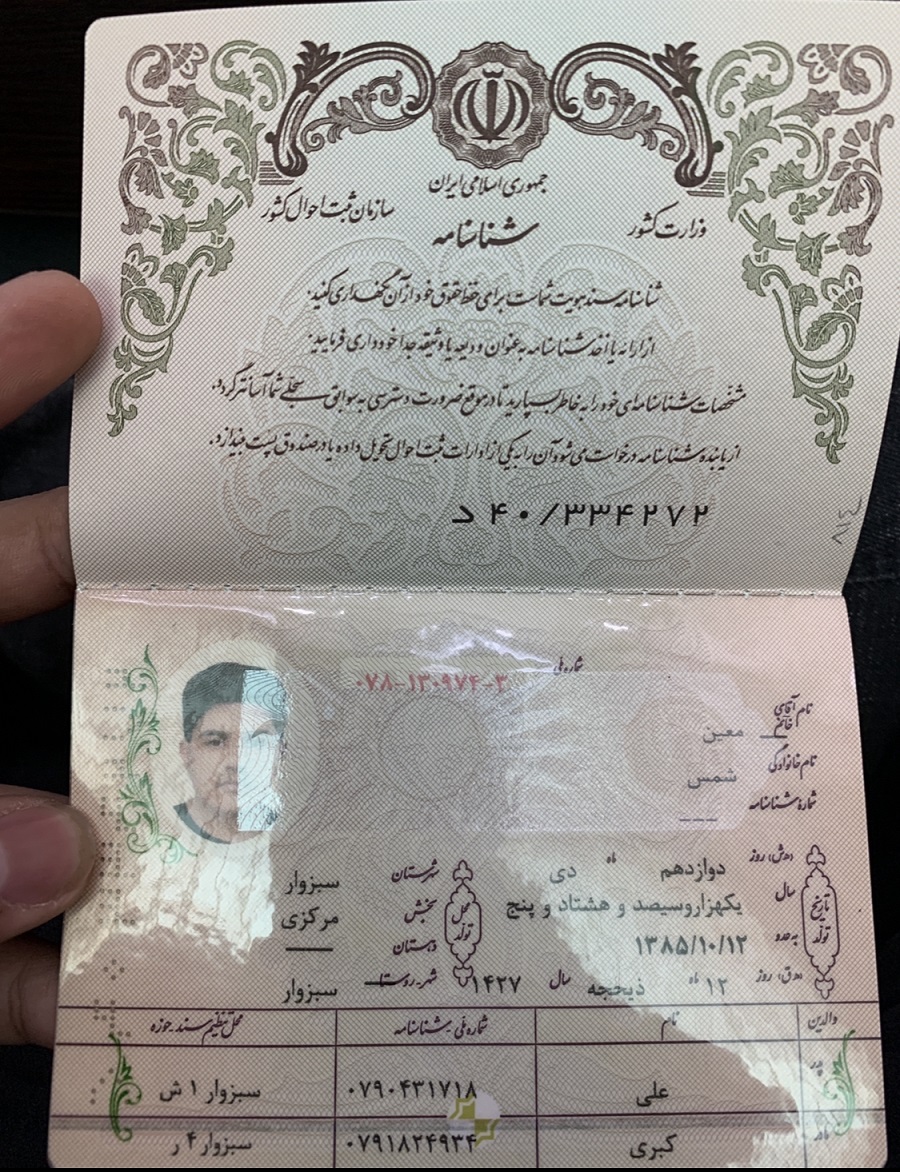 جمهوری اسلامی ایران
وزارت کشور
سازمان ثبت احوال کشور
شناسنامه
شناسنامه سند هویت شماست برای حفظ حقوق خود از آن نگهداری کنید.
از ارائه یا اخذ شناسنامه به عنوان ودیعه یا وثیقه جدا خودداری فرمایید.
مشخصات شناسنامه‌ای خود را به خاطر بسپارید تا در موقع ضرورت دسترسی به سوابق سجلی شما آسانتر گردد.
از یابنده شناسنامه درخواست می‌شود آن را به یکی از ادارات ثبت احوال تحویل داده یا در صندوق پست بیندازد.
د ۴۰/۳۳۴۲۷۲
شماره ملی
۰۷۸-۱۳۰۹۷۴-۳
نام آقای خانم معین
نام خانوادگی شمس
شماره شناسنامه ---
تاریخ تولد
(ه.ش) روز دوازدهم ماه دی
سال یکهزاروسیصد و هشتاد و پنج
به عدد ۱۳۸۵/۱۰/۱۲
(ه.ق) روز ۱۲ ماه ذیحجه سال ۱۴۲۷
محل تولد
شهرستان سبزوار
بخش مرکزی
دهستان ---
شهر-روستا سبزوار
والدین نام شماره ملی-شناسنامه محل تنظیم سند-حوزه
پدر علی ۰۷۹۰۴۳۱۷۱۸ سبزوار ۱ ش
مادر کبری ۰۷۹۱۸۲۴۹۳۴ سبزوار ۴ ر